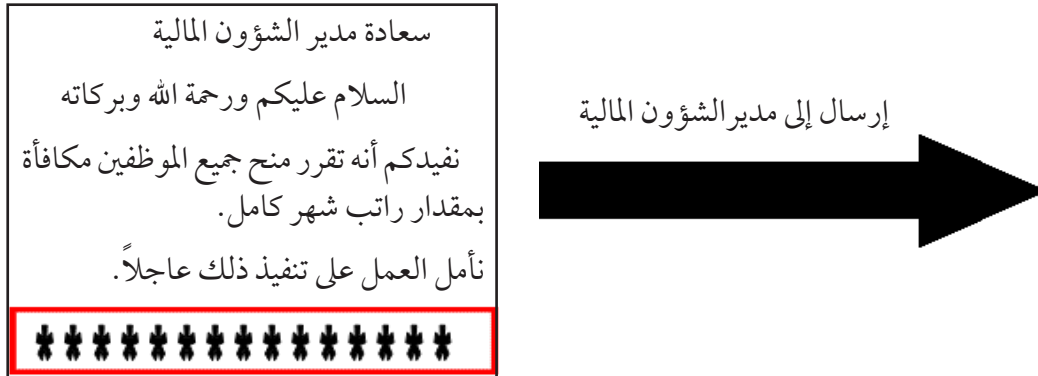 سعادة مدير الشؤون المالية
السلام عليكم ورحمة الله وبركاته
نفيدكم أنه تقرر منح جميع الموظفين مكافأة
بمقدار راتب شهر كامل.
نأمل العمل على تنفيذ ذلك عاجلاً.
***************
إرسال إلى مدير الشؤون المالية